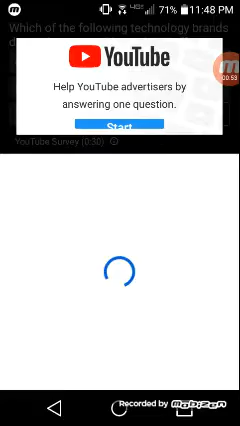 71% 11:48 PM
Which of the following technology brands
YouTube
00:53
Help YouTube advertisers by
answering one question.
Start
YouTube Survey (0:30)
Recorded by mobizen